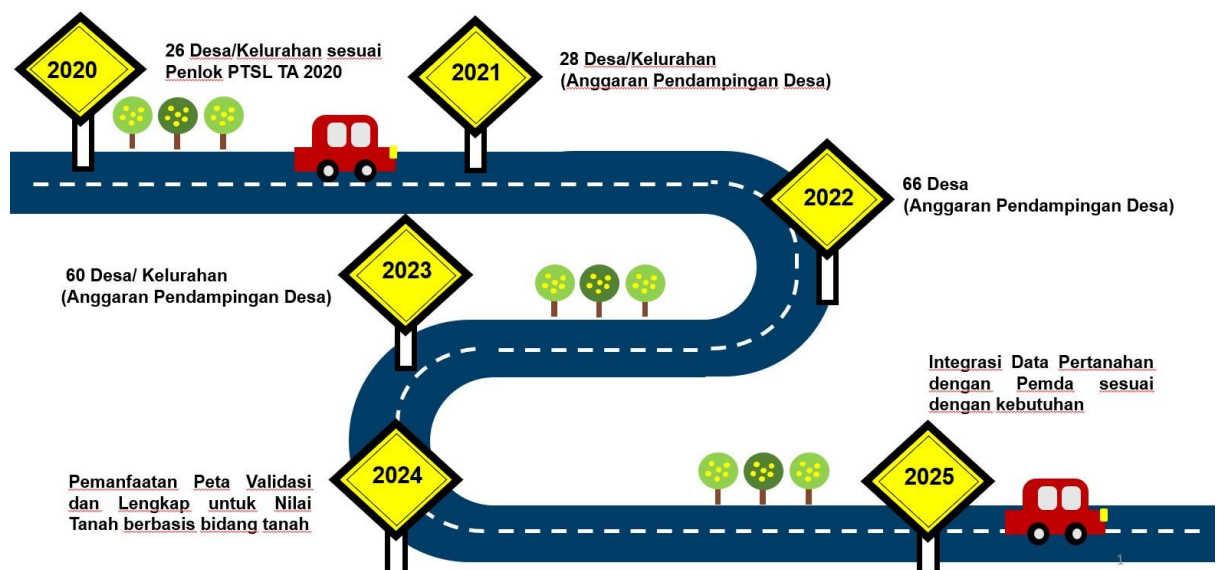 2020
26 Desa/Kelurahan sesuai
Penlok PTSL TA 2020
2021
28 Desa/Kelurahan
(Anggaran Pendampingan Desa)
2022
66 Desa
(Anggaran Pendampingan Desa)
2023
60 Desa/ Kelurahan
(Anggaran Pendampingan Desa)
2024
Pemanfaatan Peta Validasi
dan Lengkap untuk Nilai
Tanah berbasis bidang tanah
2025
Integrasi Data Pertanahan
dengan Pemda sesuai
dengan kebutuhan
1